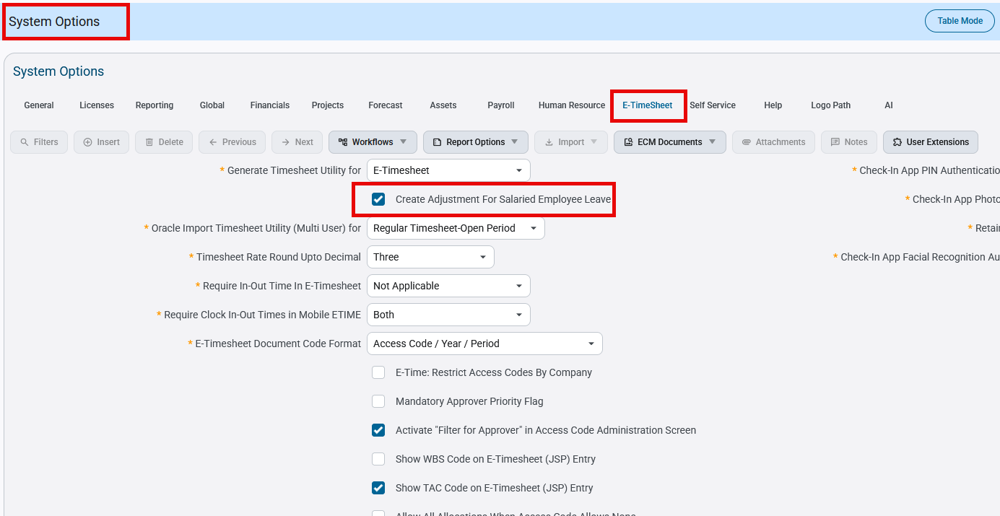 System Options
Table Mode
System Options
General Licenses Reporting Global Financials Projects Forecast Assets Payroll Human Resource E-TimeSheet Self Service Help Logo Path AI
Filters Insert Delete Previous Next Workflows Report Options Import ECM Documents Attachments Notes User Extensions
* Generate Timesheet Utility for E-Timesheet * Check-In App PIN Authenticatio
Create Adjustment For Salaried Employee Leave * Check-In App Photo
* Oracle Import Timesheet Utility (Multi User) for Regular Timesheet-Open Period * Retai
* Timesheet Rate Round Upto Decimal Three * Check-In App Facial Recognition Au
* Require In-Out Time In E-Timesheet Not Applicable
* Require Clock In-Out Times in Mobile ETIME Both
* E-Timesheet Document Code Format Access Code / Year / Period
E-Time: Restrict Access Codes By Company
Mandatory Approver Priority Flag
Activate "Filter for Approver" in Access Code Administration Screen
Show WBS Code on E-Timesheet (JSP) Entry
Show TAC Code on E-Timesheet (JSP) Entry
Allow All Allocations When Access Code Allows None